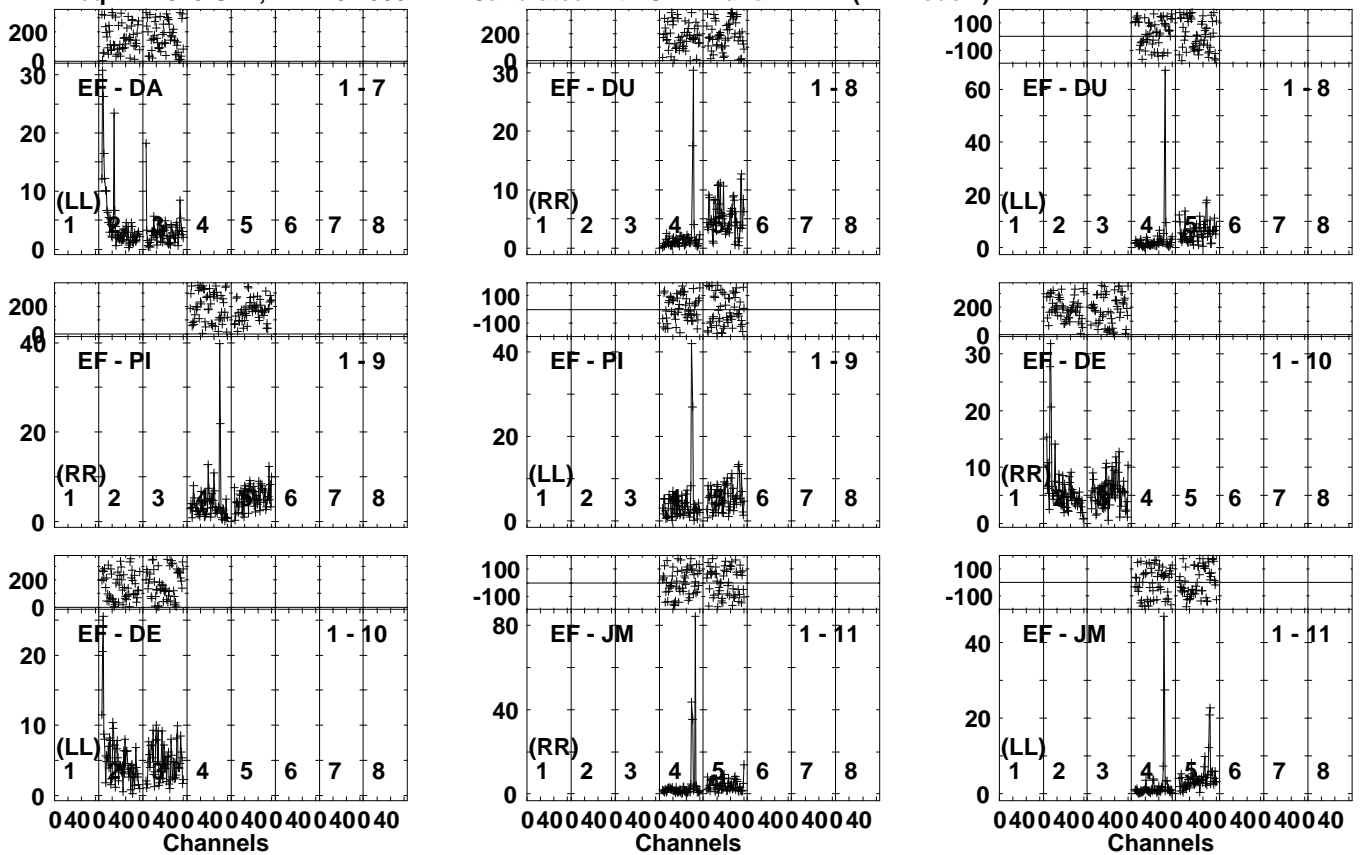 200 0 200 0 100 -100
30 EF - DA 1 - 7 30 EF - DU 1 - 8 EF - DU 1 - 8
20 20 60
10 10 40
0 0 20 0
(LL) (RR) (LL)
1 2 3 4 5 6 7 8 1 2 3 4 5 6 7 8 1 2 3 4 5 6 7 8
200 0 100 -100 200 0
40 EF - PI 1 - 9 40 EF - PI 1 - 9 30 EF - DE 1 - 10
20 20 20
0 0 10 0
(RR) (LL) (RR)
1 2 3 4 5 6 7 8 1 2 3 4 5 6 7 8 1 2 3 4 5 6 7 8
200 0 100 -100 100 -100
EF - DE 1 - 10 80 EF - JM 1 - 11 EF - JM 1 - 11
20 60 40
10 40 20
0 20 0 0
(LL) (RR) (LL)
1 2 3 4 5 6 7 8 1 2 3 4 5 6 7 8 1 2 3 4 5 6 7 8
0 40 0 40 0 40 0 40 0 40 0 40 0 40 0 40 0 40 0 40 0 40 0 40 0 40 0 40 0 40 0 40 0 40 0 40 0 40 0 40 0 40 0 40 0 40 0 40
Channels Channels Channels